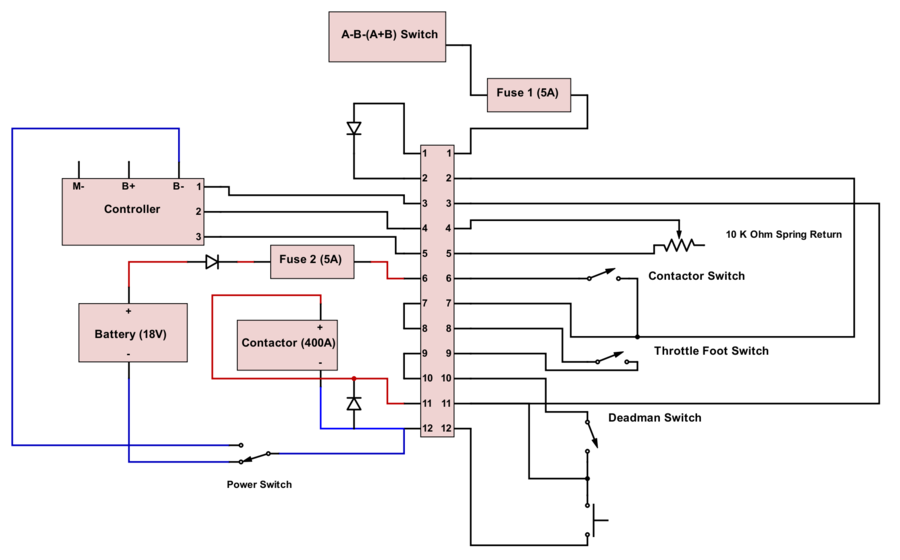 A-B-(A+B) Switch
Fuse 1 (5A)
1 1
2 2
M- B+ B- 1
3 3
Controller
2
4 4
10 K Ohm Spring Return
3
5 5
Fuse 2 (5A)
6 6
Contactor Switch
+
7 7
+
Battery (18V)
8 8
Contactor (400A)
Throttle Foot Switch
-
9 9
-
10 10
11 11
Deadman Switch
12 12
Power Switch